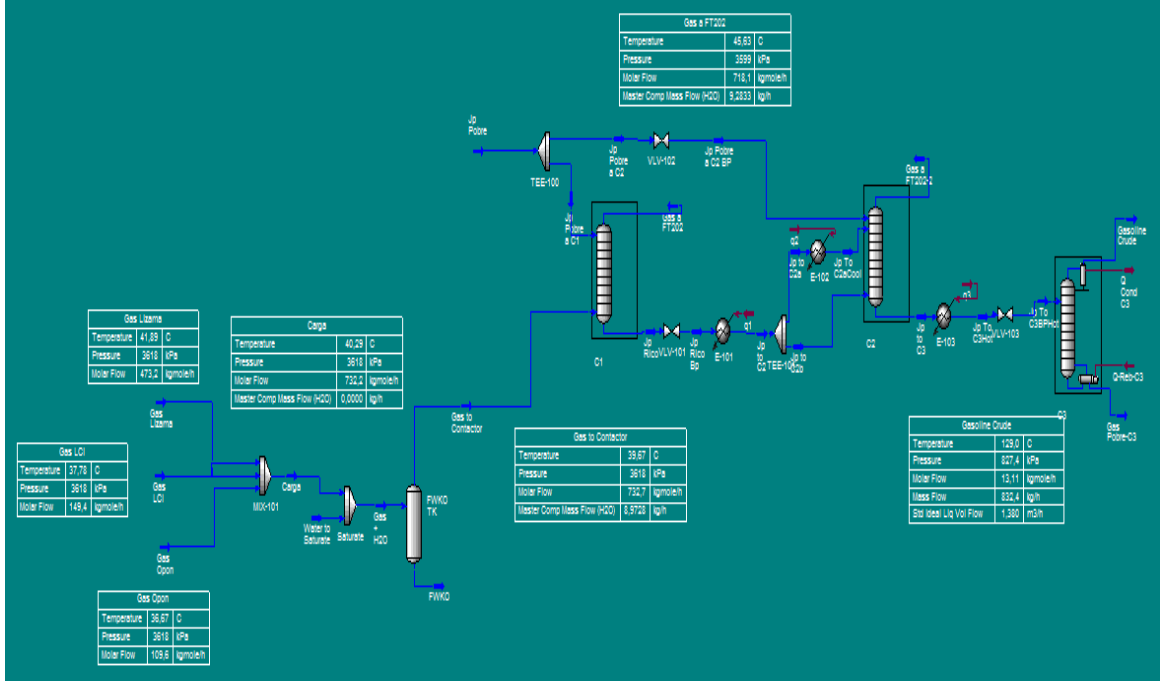 Gas a FT202
Temperature 45,63 C
Pressure 3599 kPa
Molar Flow 718,1 kgmole/h
Master Comp Mass Flow (H2O) 9,2833 kg/h
Jp
Pobre
TEE-100
Jp
Pobre
a C2
VLV-102
Jp Pobre
a C2 BP
Gas a
FT202-2
Jp
Pobre
a C1
Gas a
FT202
q2
Jp to
C2a
E-102
Jp To
C2aCool
C1
Jp
Rico
VLV-101
Jp
Rico
Bp
E-101
q1
Jp
to
C2
Jp to
C2b
C2
Jp
to
C3
E-103
q3
Jp To
C3Hot
VLV-103
Jp To
C3BPHot
Gasoline
Crude
Q
Cond
C3
Q-Reb-C3
C3
Gas
Pobre-C3
Gas Lizama
Temperature 41,89 C
Pressure 3618 kPa
Molar Flow 473,2 kgmole/h
Carga
Temperature 40,29 C
Pressure 3618 kPa
Molar Flow 732,2 kgmole/h
Master Comp Mass Flow (H2O) 0,0000 kg/h
Gas
Lizama
Gas to
Contactor
Gas LCI
Temperature 37,78 C
Pressure 3618 kPa
Molar Flow 149,4 kgmole/h
Gas
LCI
MIX-101
Carga
Water to
Saturate
Saturate
Gas
+
H2O
FWKO
TK
FWKO
Gas to Contactor
Temperature 39,67 C
Pressure 3618 kPa
Molar Flow 732,7 kgmole/h
Master Comp Mass Flow (H2O) 8,9728 kg/h
Gasoline Crude
Temperature 129,0 C
Pressure 827,4 kPa
Molar Flow 13,11 kgmole/h
Mass Flow 832,4 kg/h
Std Ideal Liq Vol Flow 1,380 m3/h
Gas
Opon
Gas Opon
Temperature 36,67 C
Pressure 3618 kPa
Molar Flow 109,6 kgmole/h